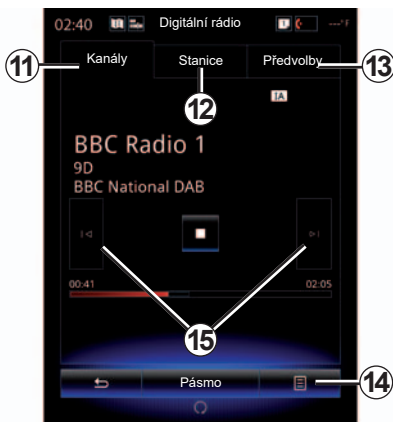 02:40 Digitální rádio ---°F
11 Kanály Stanice Předvolby 13
12
IA
BBC Radio 1
9D
BBC National DAB
00:41 02:05
15
Pásmo 14